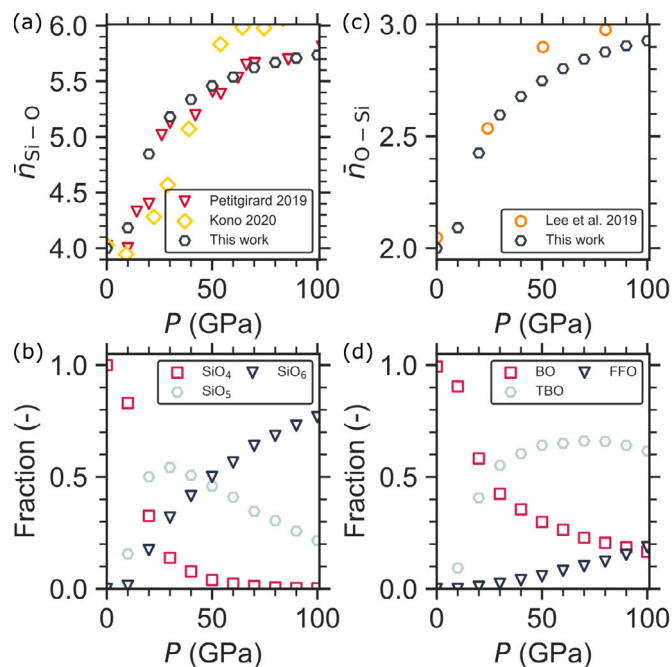 (a)
6.0
5.5
5.0
4.5
4.0
n̄Si – O
Petitgirard 2019
Kono 2020
This work
0
50
100
P (GPa)
(c)
3.0
2.5
2.0
n̄O – Si
Lee et al. 2019
This work
0
50
100
P (GPa)
(b)
1.0
0.5
0.0
Fraction (-)
SiO4 SiO6
SiO5
0
50
100
P (GPa)
(d)
1.0
0.5
0.0
Fraction (-)
BO FFO
TBO
0
50
100
P (GPa)